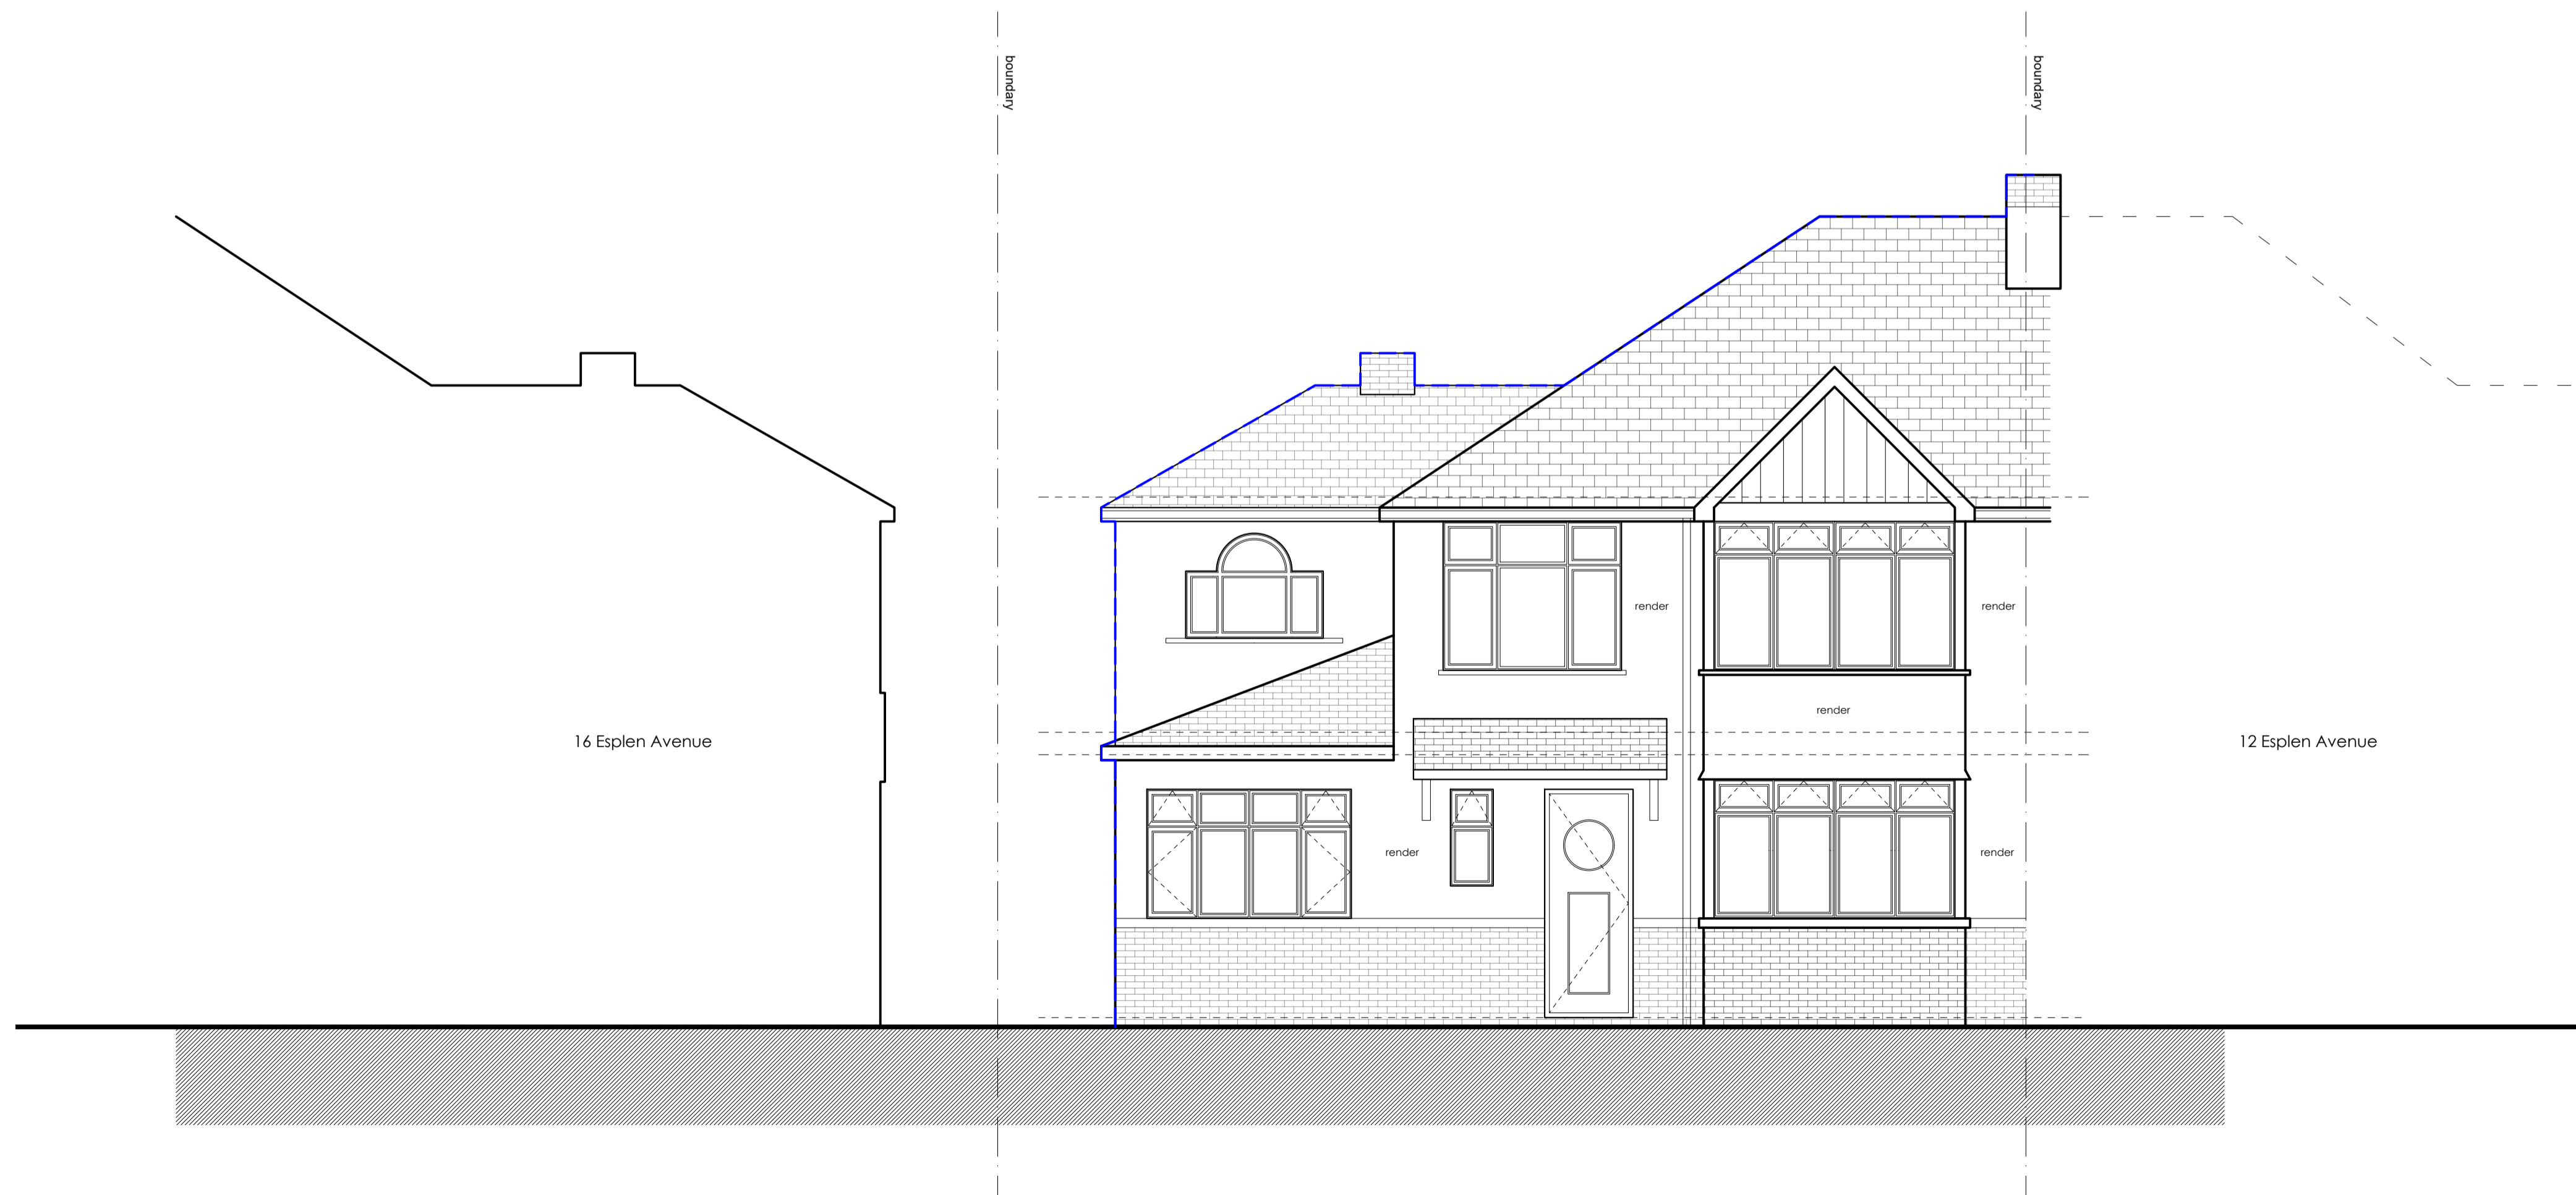 boundary
boundary
render
render
render
16 Esplen Avenue
12 Esplen Avenue
render
render